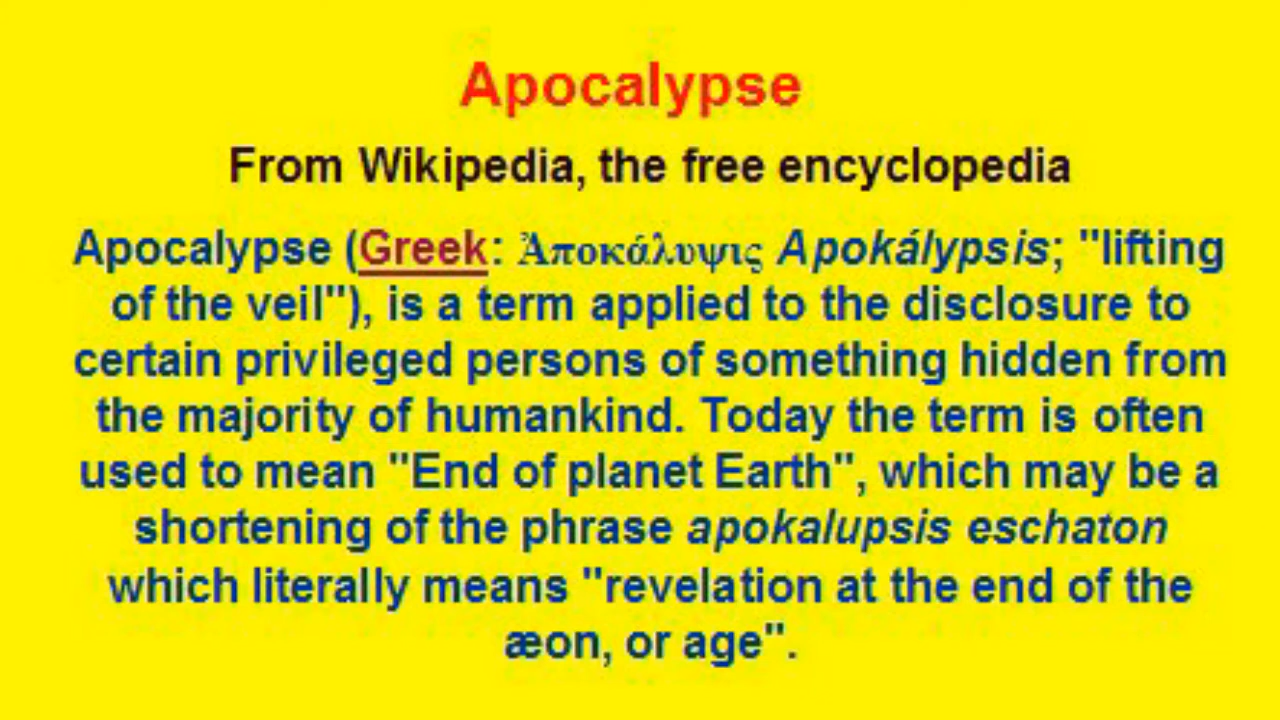 Apocalypse
From Wikipedia, the free encyclopedia
Apocalypse (Greek: Ἀποκάλυψις Apokálypsis; "lifting
of the veil"), is a term applied to the disclosure to
certain privileged persons of something hidden from
the majority of humankind. Today the term is often
used to mean "End of planet Earth", which may be a
shortening of the phrase apokalupsis eschaton
which literally means "revelation at the end of the
æon, or age".